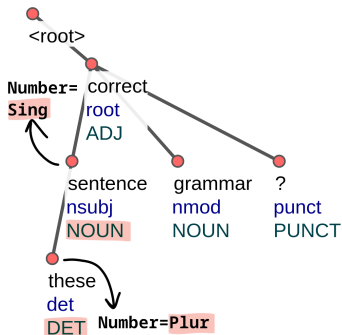 <root>
Number=
Sing
correct
root
ADJ
sentence
nsubj
NOUN
grammar
nmod
NOUN
?
punct
PUNCT
these
det
DET
Number=Plur